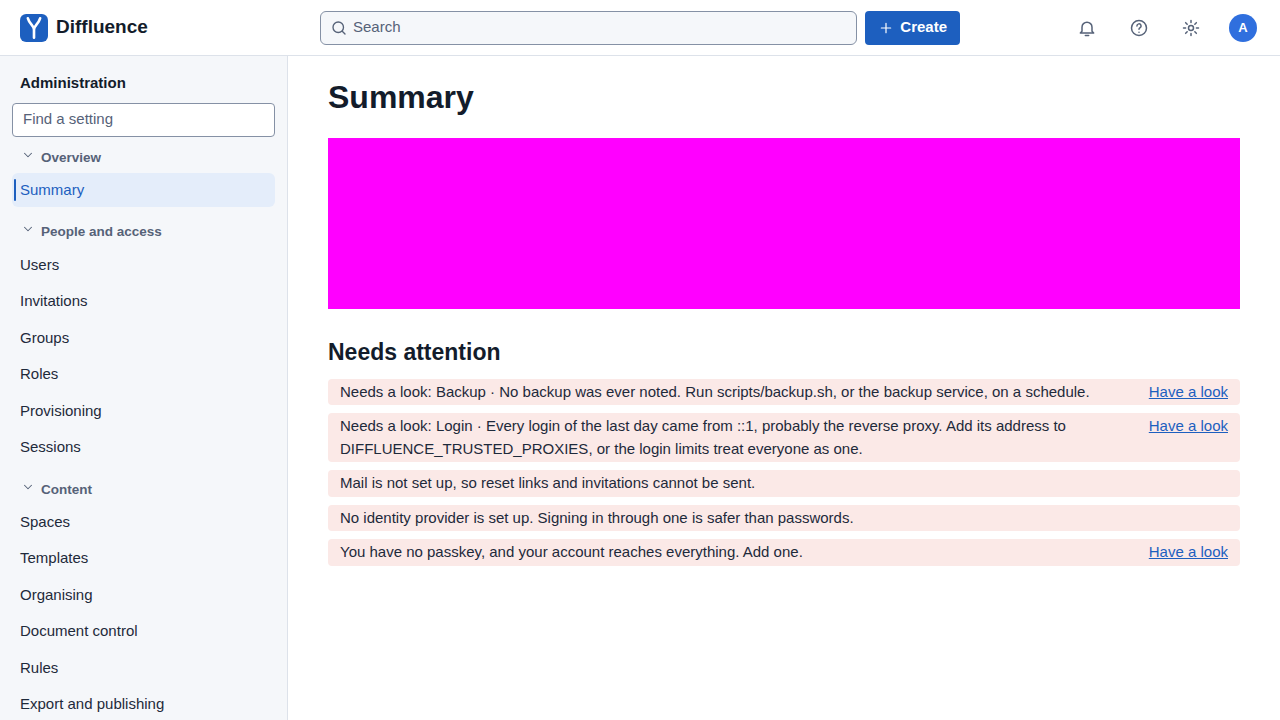 Diffluence
Search
Create
A
Administration
Find a setting
Overview
Summary
People and access
Users
Invitations
Groups
Roles
Provisioning
Sessions
Content
Spaces
Templates
Organising
Document control
Rules
Export and publishing
Summary
Needs attention
Needs a look: Backup · No backup was ever noted. Run scripts/backup.sh, or the backup service, on a schedule. Have a look
Needs a look: Login · Every login of the last day came from ::1, probably the reverse proxy. Add its address to Have a look
DIFFLUENCE_TRUSTED_PROXIES, or the login limits treat everyone as one.
Mail is not set up, so reset links and invitations cannot be sent.
No identity provider is set up. Signing in through one is safer than passwords.
You have no passkey, and your account reaches everything. Add one. Have a look